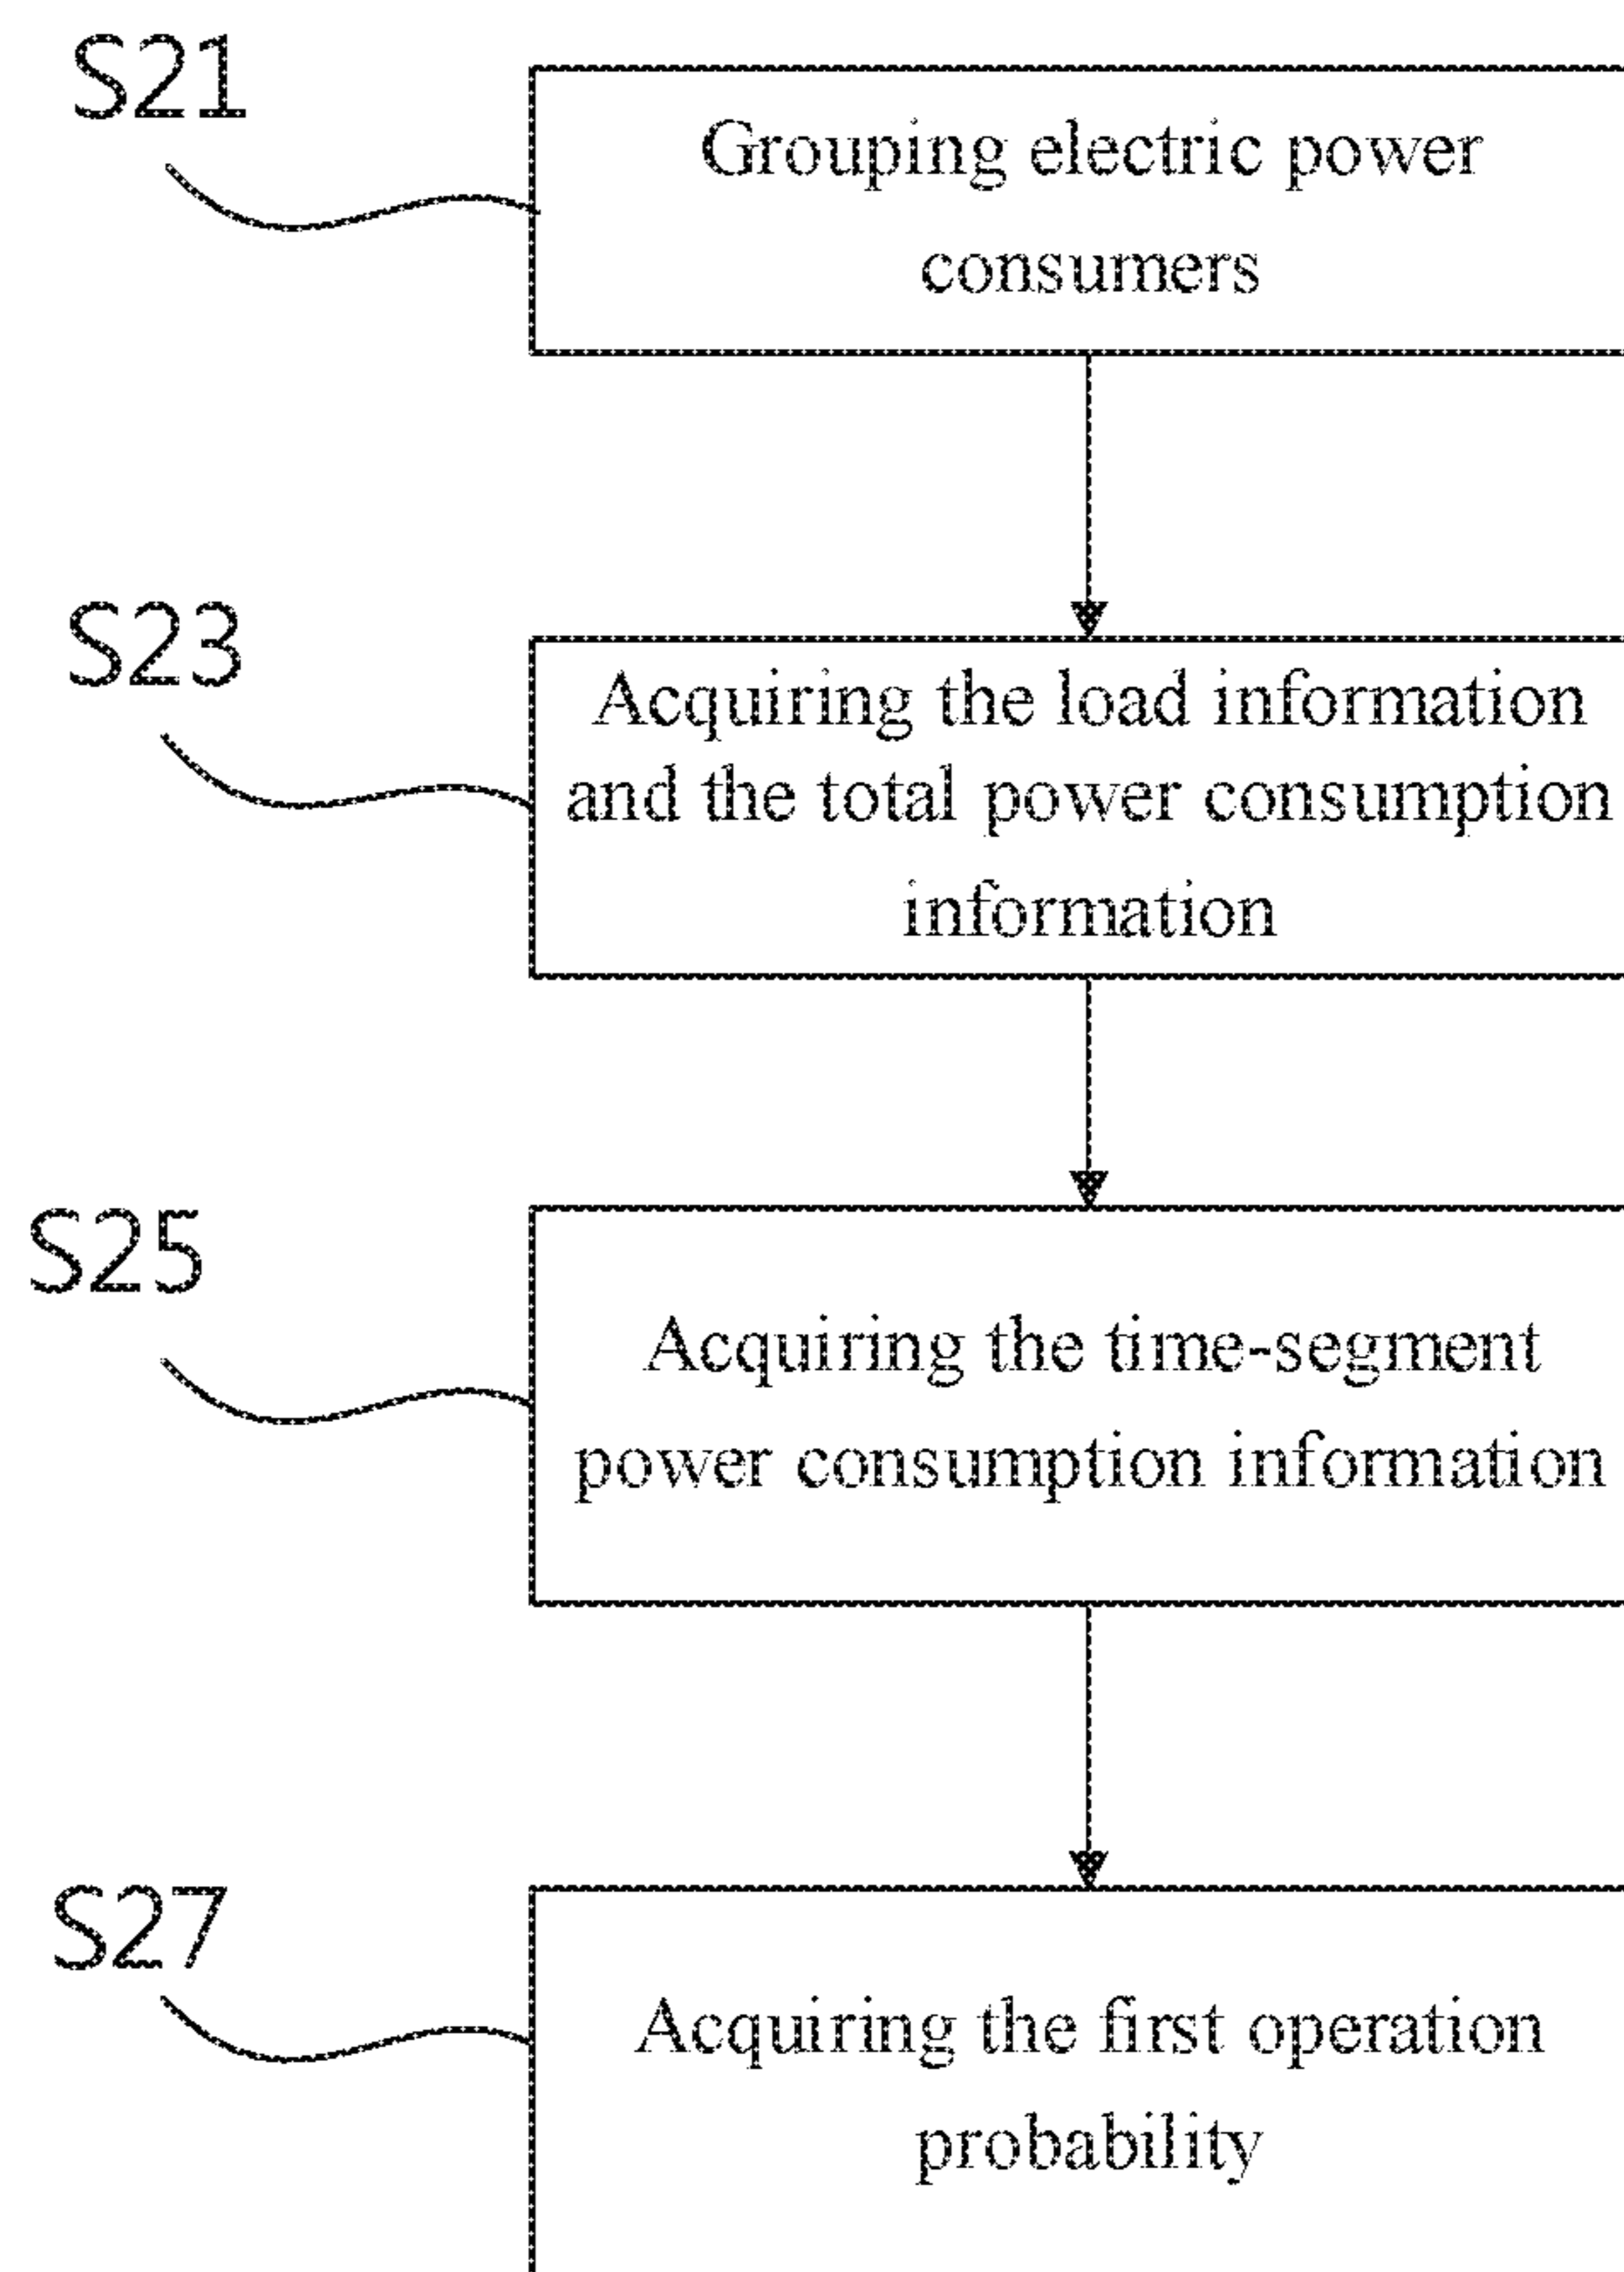 S21
Grouping electric power
consumers
S23
Acquiring the load information
and the total power consumption
information
S25
Acquiring the time-segment
power consumption information
S27
Acquiring the first operation
probability